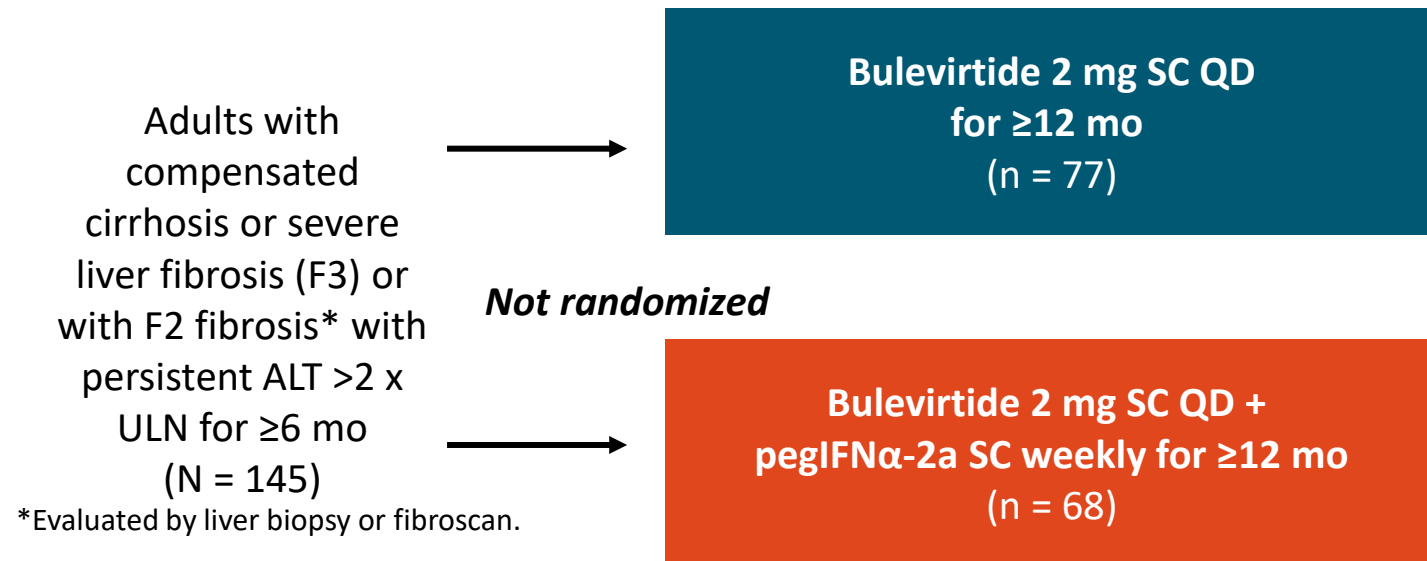 Adults with
compensated
cirrhosis or severe
liver fibrosis (F3) or
with F2 fibrosis* with
persistent ALT >2 x
ULN for ≥6 mo
(N = 145)
*Evaluated by liver biopsy or fibroscan.
Not randomized
Bulevirtide 2 mg SC QD
for ≥12 mo
(n = 77)
Bulevirtide 2 mg SC QD +
pegIFNα-2a SC weekly for ≥12 mo
(n = 68)